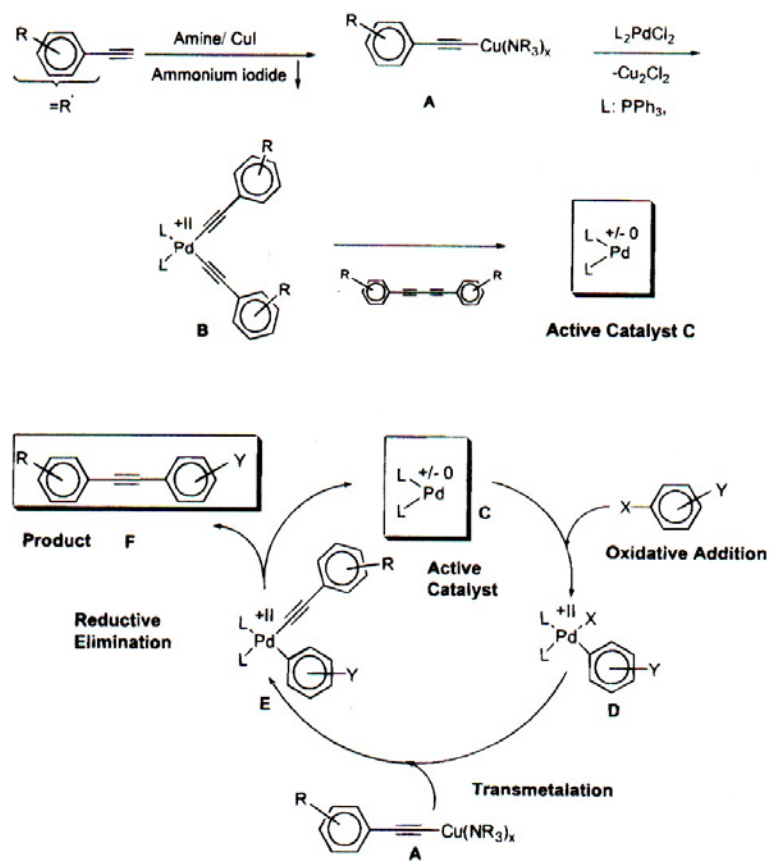 R
Amine/ CuI
Ammonium iodide
=R'
R
Cu(NR3)x
A
L2PdCl2
-Cu2Cl2
L: PPh3,
R
L +II
Pd
L
R
B
R
R
L +/- 0
Pd
L
Active Catalyst C
R
Y
Product F
L +/- 0
Pd
L
C
Active
Catalyst
X
Y
Oxidative Addition
Reductive
Elimination
R
L +II
Pd
L
Y
E
L +II X
Pd
L
Y
D
Transmetalation
R
Cu(NR3)x
A